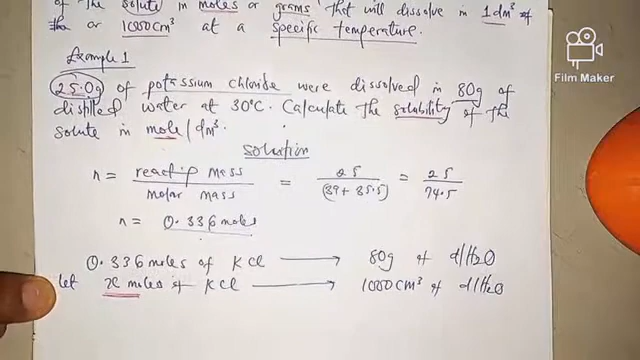 of the solute in moles or grams that will dissolve in 1dm³ of
the or 1000cm³ at a specific temperature.
Example 1
25.0g of potassium chloride were dissolved in 80g of
distilled water at 30°C. Calculate the solubility of the
solute in mole/dm³.
Solution
n = reacting mass / molar mass = 25 / (39 + 35.5) = 25 / 74.5
n = 0.336 moles
0.336 moles of KCl → 80g of d/H₂O
let x moles of KCl → 1000cm³ of d/H₂O
Film Maker